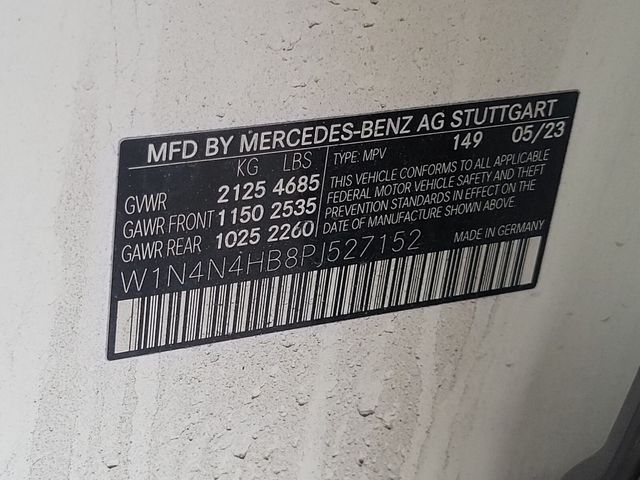 MFD BY MERCEDES-BENZ AG STUTTGART
KG LBS
GVWR 2125 4685
GAWR FRONT 1150 2535
GAWR REAR 1025 2260
TYPE: MPV 149 05/23
THIS VEHICLE CONFORMS TO ALL APPLICABLE
FEDERAL MOTOR VEHICLE SAFETY AND THEFT
PREVENTION STANDARDS IN EFFECT ON THE
DATE OF MANUFACTURE SHOWN ABOVE.
W1N4N4HB8PJ527152
MADE IN GERMANY